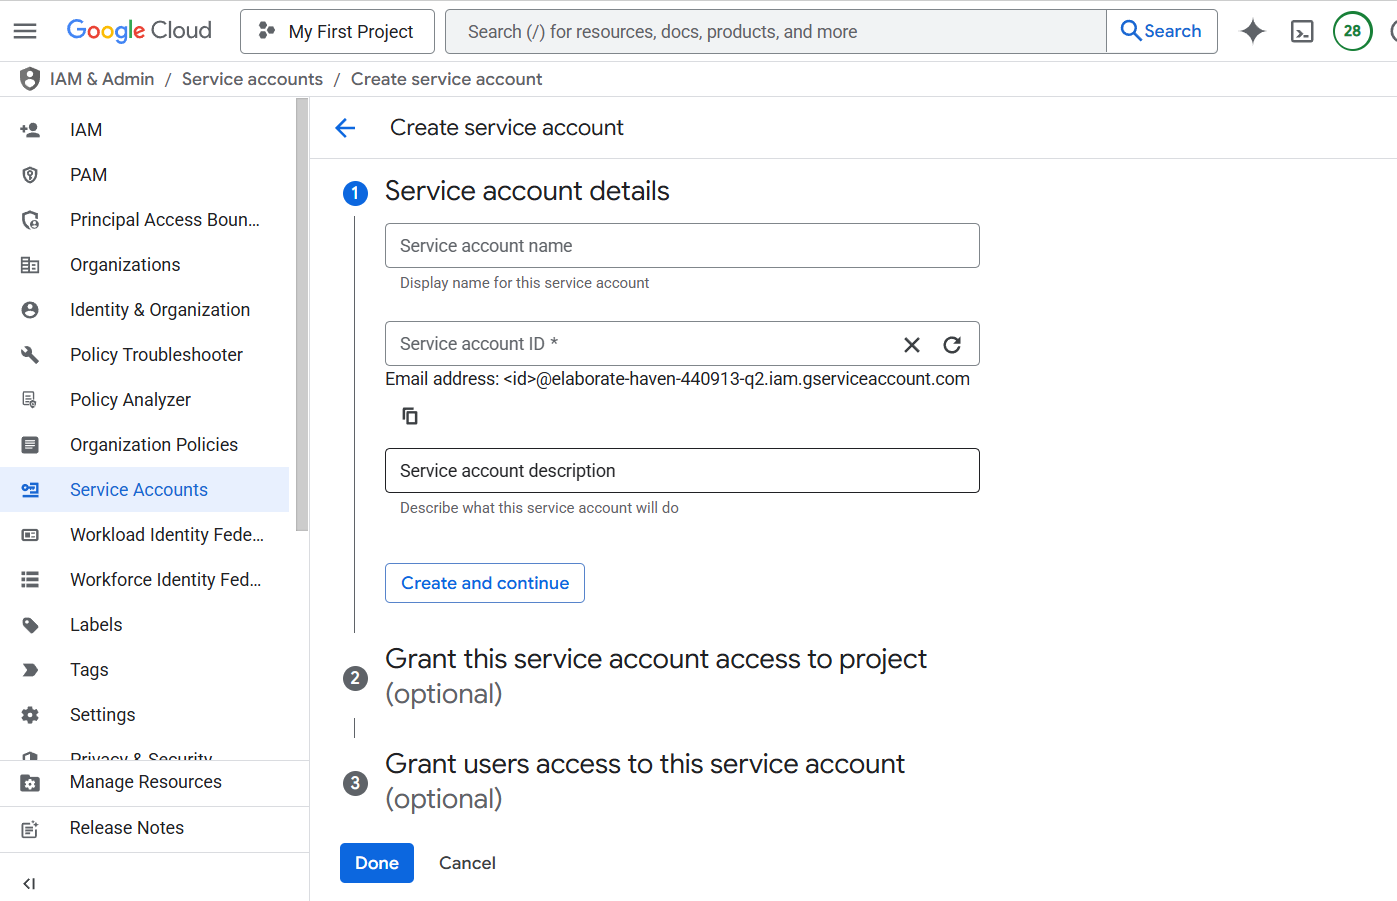 Google Cloud
My First Project
Search (/) for resources, docs, products, and more
Search
28
IAM & Admin / Service accounts / Create service account
IAM
PAM
Principal Access Boun...
Organizations
Identity & Organization
Policy Troubleshooter
Policy Analyzer
Organization Policies
Service Accounts
Workload Identity Fede...
Workforce Identity Fed...
Labels
Tags
Settings
Privacy & Security
Manage Resources
Release Notes
Create service account
1 Service account details
Service account name
Display name for this service account
Service account ID *
Email address: <id>@elaborate-haven-440913-q2.iam.gserviceaccount.com
Service account description
Describe what this service account will do
Create and continue
2 Grant this service account access to project
(optional)
3 Grant users access to this service account
(optional)
Done
Cancel